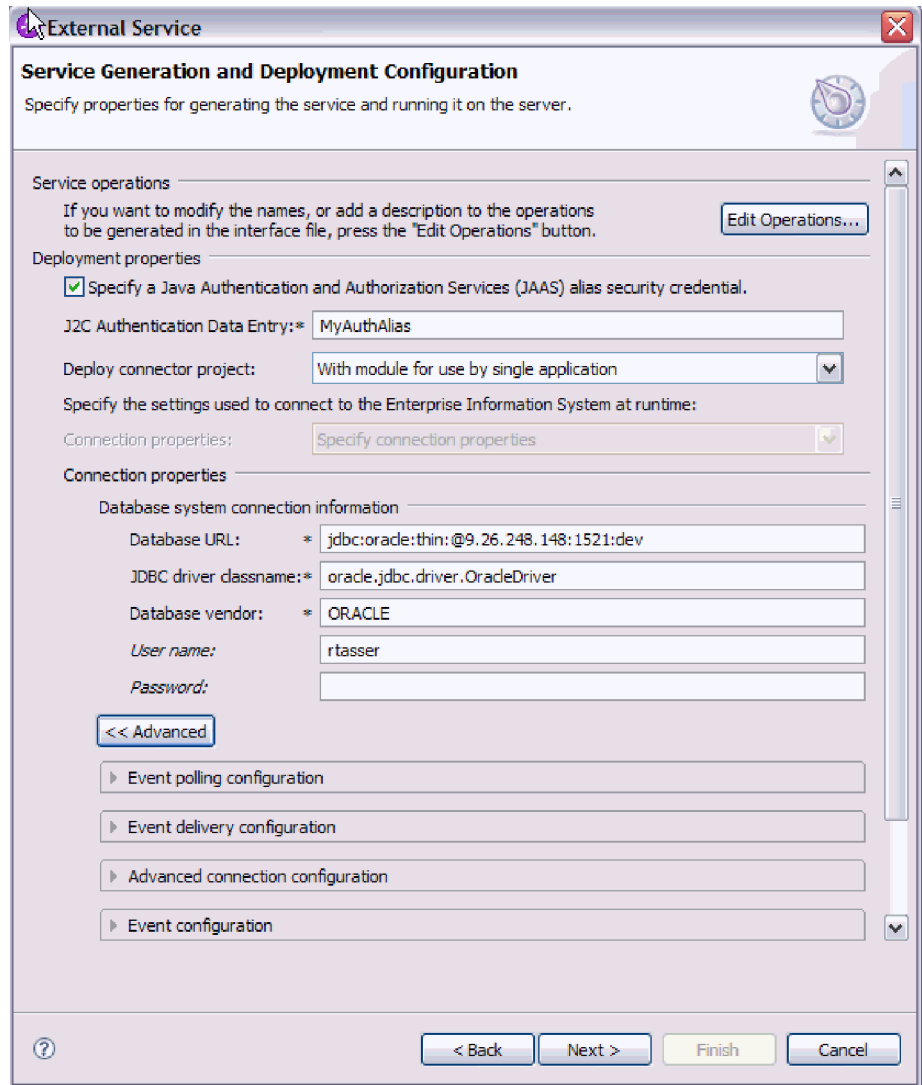 External Service
Service Generation and Deployment Configuration
Specify properties for generating the service and running it on the server.
Service operations
If you want to modify the names, or add a description to the operations
to be generated in the interface file, press the "Edit Operations" button.
Edit Operations...
Deployment properties
Specify a Java Authentication and Authorization Services (JAAS) alias security credential.
J2C Authentication Data Entry:* MyAuthAlias
Deploy connector project: With module for use by single application
Specify the settings used to connect to the Enterprise Information System at runtime:
Connection properties: Specify connection properties
Connection properties
Database system connection information
Database URL: * jdbc:oracle:thin:@9.26.248.148:1521:dev
JDBC driver classname:* oracle.jdbc.driver.OracleDriver
Database vendor: * ORACLE
User name: rtasser
Password:
<< Advanced
Event polling configuration
Event delivery configuration
Advanced connection configuration
Event configuration
? < Back Next > Finish Cancel